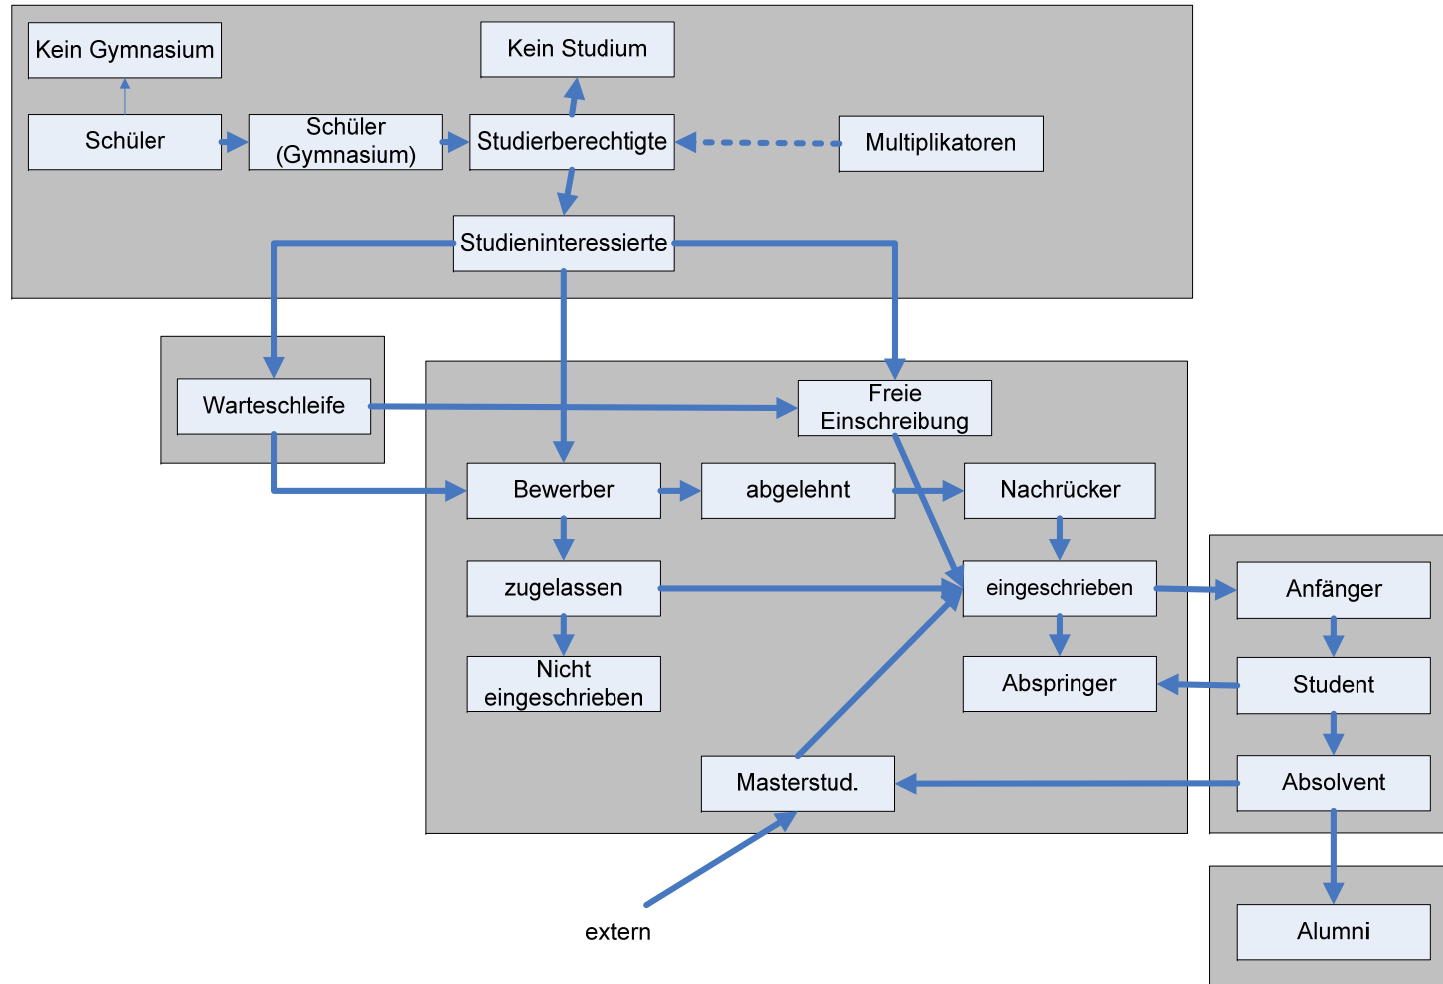 Kein Gymnasium
Kein Studium
Schüler
Schüler
(Gymnasium)
Studierberechtigte
Multiplikatoren
Studieninteressierte
Warteschleife
Freie
Einschreibung
Bewerber
abgelehnt
Nachrücker
zugelassen
eingeschrieben
Anfänger
Nicht
eingeschrieben
Abspringer
Student
Masterstud.
Absolvent
extern
Alumni